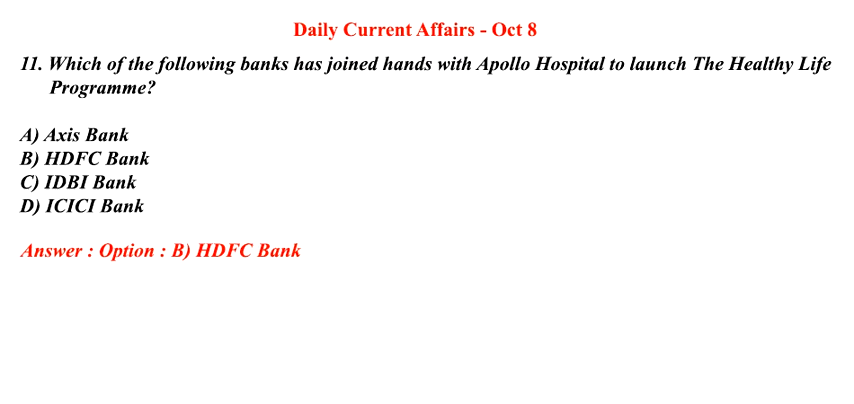 Daily Current Affairs - Oct 8
11. Which of the following banks has joined hands with Apollo Hospital to launch The Healthy Life
Programme?
A) Axis Bank
B) HDFC Bank
C) IDBI Bank
D) ICICI Bank
Answer : Option : B) HDFC Bank